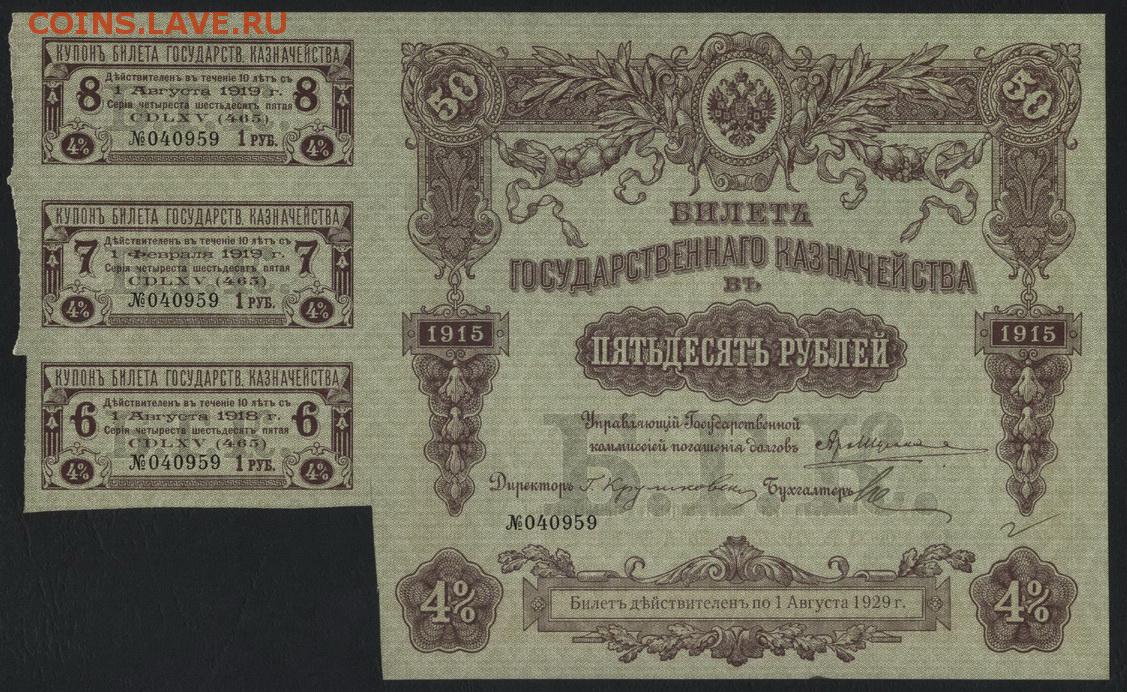 COINS.LAVE.RU
КУПОНЪ БИЛЕТА ГОСУДАРСТВ. КАЗНАЧЕЙСТВА
Дѣйствителенъ въ теченіе 10 лѣтъ съ
8 1 Августа 1919 г. 8
Серія четыреста шестьдесятъ пятая
CDLXV (465)
№040959 1 РУБ.
4% 4%
КУПОНЪ БИЛЕТА ГОСУДАРСТВ. КАЗНАЧЕЙСТВА
Дѣйствителенъ въ теченіе 10 лѣтъ съ
7 1 Февраля 1919 г. 7
Серія четыреста шестьдесятъ пятая
CDLXV (465)
№040959 1 РУБ.
4% 4%
КУПОНЪ БИЛЕТА ГОСУДАРСТВ. КАЗНАЧЕЙСТВА
Дѣйствителенъ въ теченіе 10 лѣтъ съ
6 1 Августа 1918 г. 6
Серія четыреста шестьдесятъ пятая
CDLXV (465)
№040959 1 РУБ.
4% 4%
50 50
БИЛЕТЪ
ГОСУДАРСТВЕННАГО КАЗНАЧЕЙСТВА
ВЪ
1915 1915
ПЯТЬДЕСЯТЪ РУБЛЕЙ
Управляющій Государственной
коммиссіей погашенія долговъ
Директоръ Бухгалтеръ
№040959
4% 4%
Билетъ дѣйствителенъ по 1 Августа 1929 г.